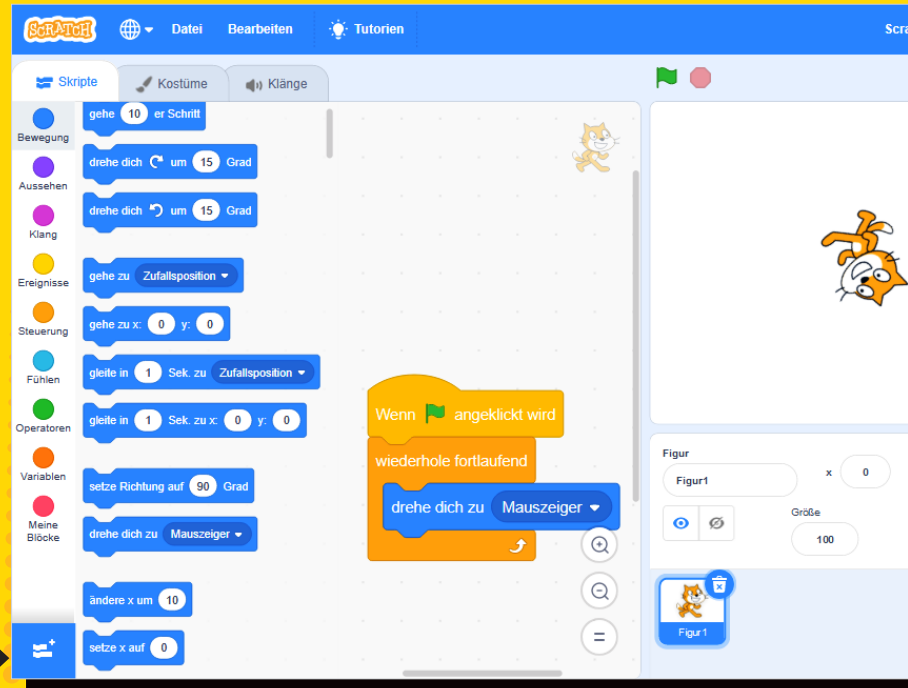 SCRATCH Datei Bearbeiten Tutorien
Skripte Kostüme Klänge
Bewegung
Aussehen
Klang
Ereignisse
Steuerung
Fühlen
Operatoren
Variablen
Meine
Blöcke
gehe 10 er Schritt
drehe dich um 15 Grad
drehe dich um 15 Grad
gehe zu Zufallsposition
gehe zu x: 0 y: 0
gleite in 1 Sek. zu Zufallsposition
gleite in 1 Sek. zu x: 0 y: 0
setze Richtung auf 90 Grad
drehe dich zu Mauszeiger
ändere x um 10
setze x auf 0
Wenn angeklickt wird
wiederhole fortlaufend
drehe dich zu Mauszeiger
Figur
Figur1 x 0
Größe
100
Figur1